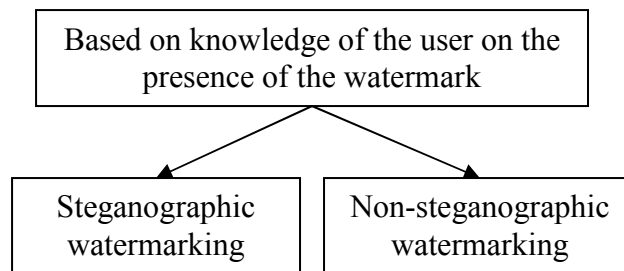 Based on knowledge of the user on the
presence of the watermark
Steganographic
watermarking
Non-steganographic
watermarking